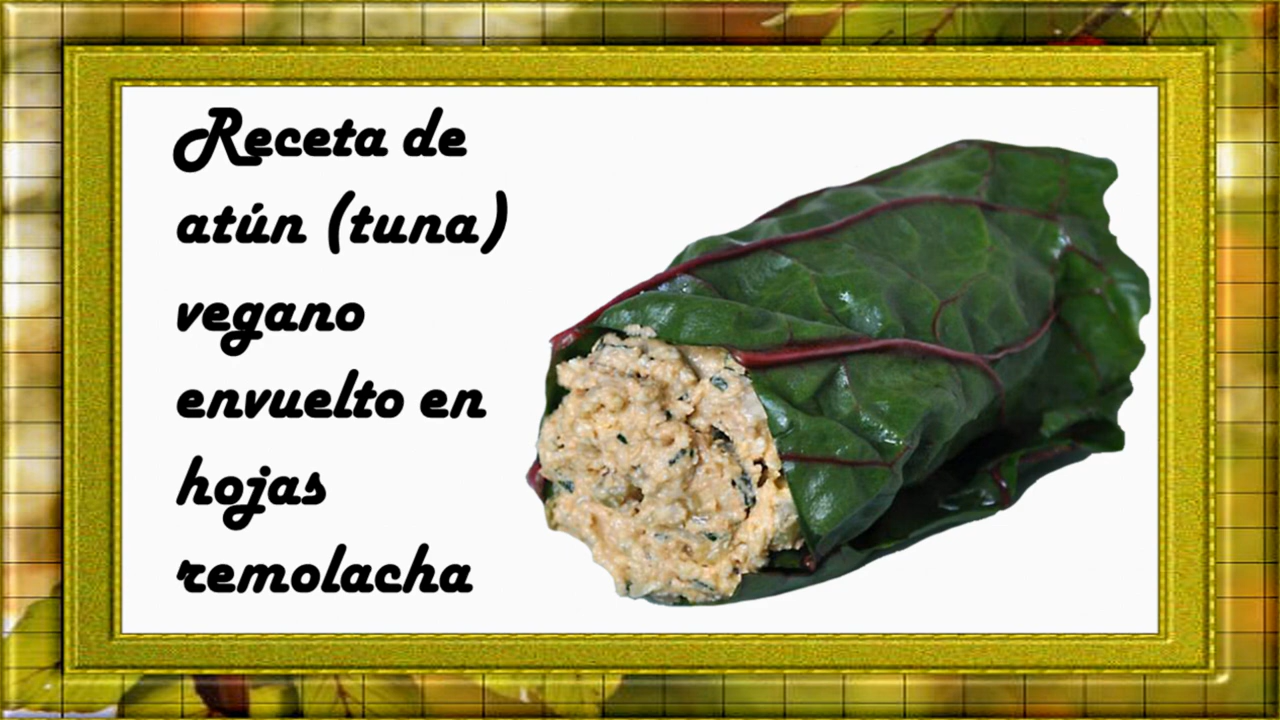 Receta de
atún (tuna)
vegano
envuelto en
hojas
remolacha